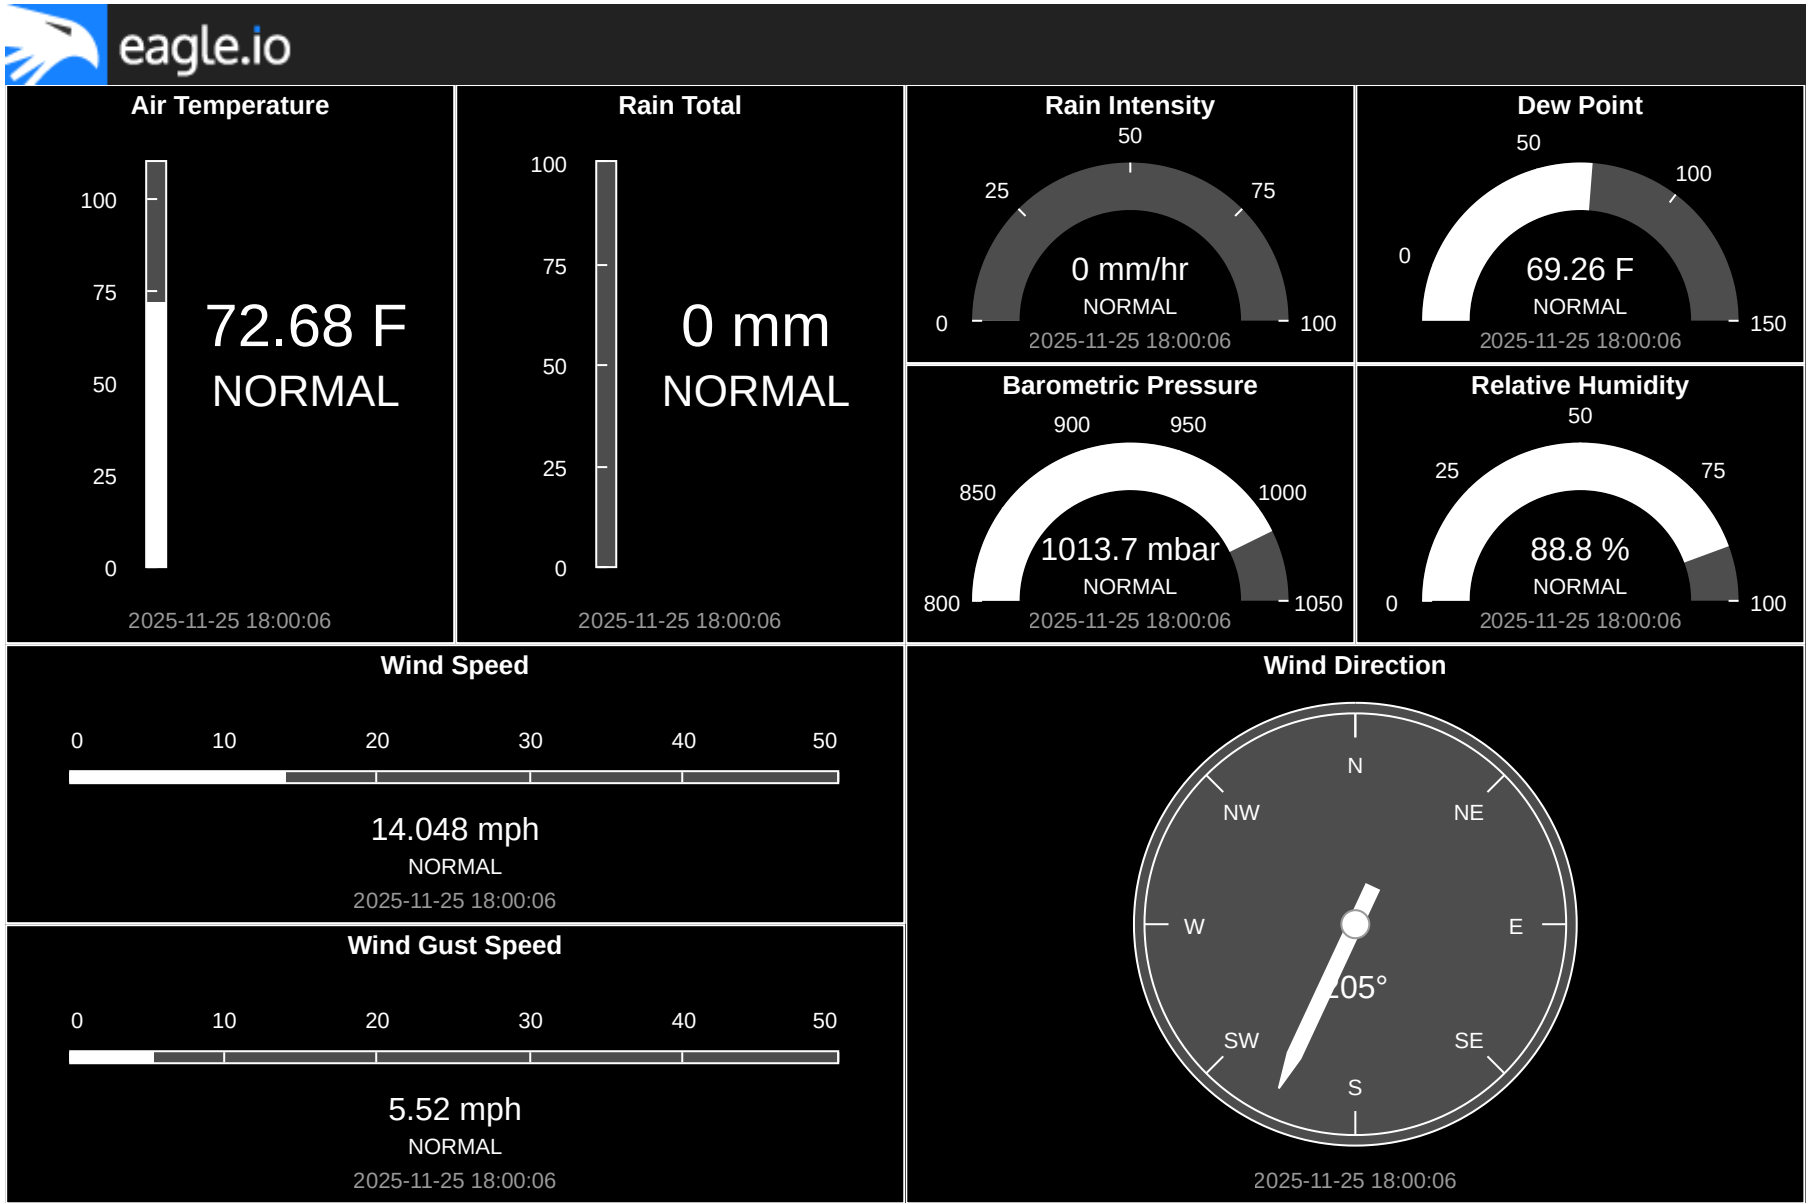 eagle.io
Air Temperature
100
75
50
25
0
72.68 F
NORMAL
2025-11-25 18:00:06
Rain Total
100
75
50
25
0
0 mm
NORMAL
2025-11-25 18:00:06
Rain Intensity
0
25
50
75
100
0 mm/hr
NORMAL
2025-11-25 18:00:06
Dew Point
0
50
100
150
69.26 F
NORMAL
2025-11-25 18:00:06
Barometric Pressure
800
850
900
950
1000
1050
1013.7 mbar
NORMAL
2025-11-25 18:00:06
Relative Humidity
0
25
50
75
100
88.8 %
NORMAL
2025-11-25 18:00:06
Wind Speed
0 10 20 30 40 50
14.048 mph
NORMAL
2025-11-25 18:00:06
Wind Gust Speed
0 10 20 30 40 50
5.52 mph
NORMAL
2025-11-25 18:00:06
Wind Direction
N
NW NE
W E
205°
SW SE
S
2025-11-25 18:00:06